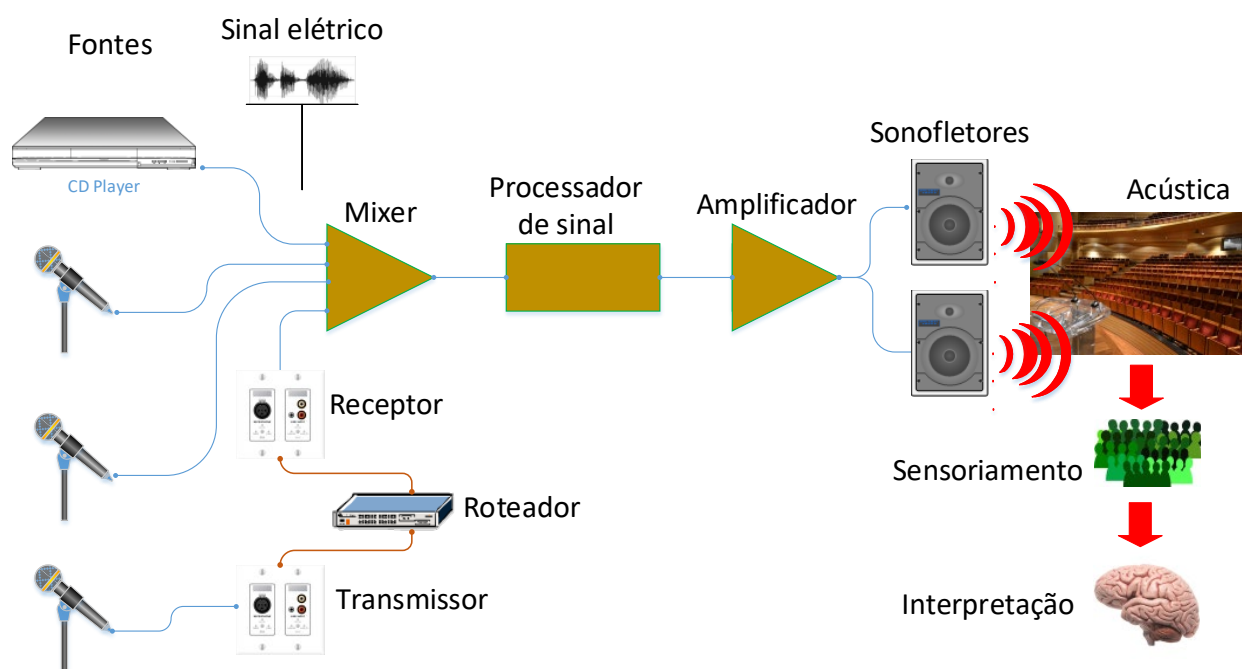 Fontes
Sinal elétrico
CD Player
Mixer
Processador
de sinal
Amplificador
Sonofletores
Acústica
Receptor
Roteador
Transmissor
Sensoriamento
Interpretação